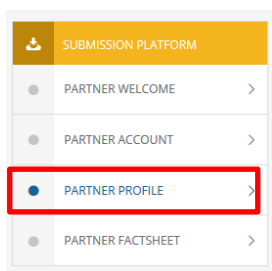 SUBMISSION PLATFORM
PARTNER WELCOME
PARTNER ACCOUNT
PARTNER PROFILE
PARTNER FACTSHEET